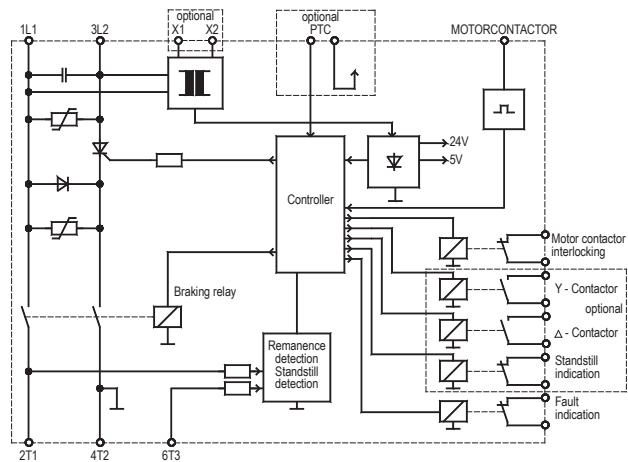 optional
optional
1L1
3L2
X1
X2
PTC
MOTORCONTACTOR
24V
5V
Controller
Motor contactor
interlocking
Braking relay
Y - Contactor
optional
Δ - Contactor
Remanence
detection
Standstill
detection
Standstill
indication
Fault
indication
2T1
4T2
6T3